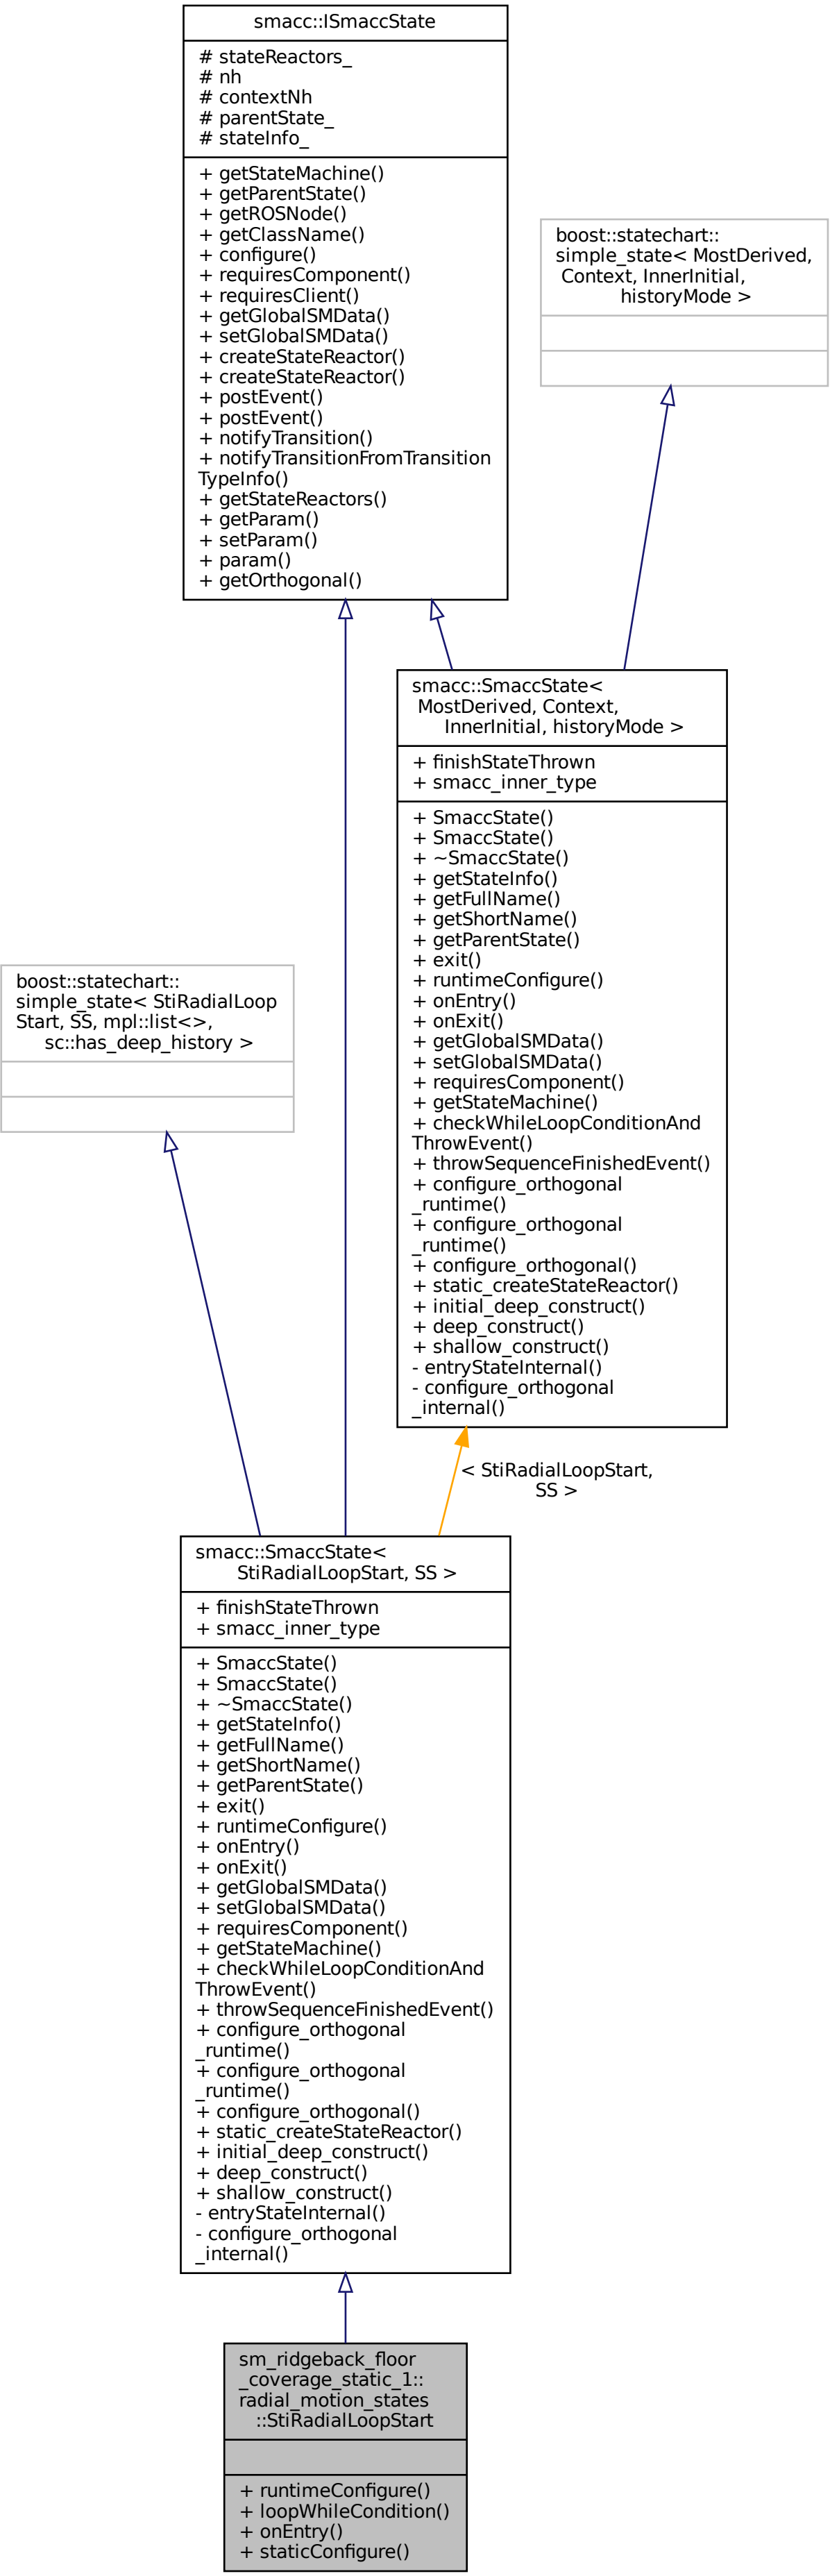 smacc::ISmaccState
# stateReactors_
# nh
# contextNh
# parentState_
# stateInfo_
+ getStateMachine()
+ getParentState()
+ getROSNode()
+ getClassName()
+ configure()
+ requiresComponent()
+ requiresClient()
+ getGlobalSMData()
+ setGlobalSMData()
+ createStateReactor()
+ createStateReactor()
+ postEvent()
+ postEvent()
+ notifyTransition()
+ notifyTransitionFromTransition
TypeInfo()
+ getStateReactors()
+ getParam()
+ setParam()
+ param()
+ getOrthogonal()
boost::statechart::
simple_state< MostDerived,
Context, InnerInitial,
historyMode >
smacc::SmaccState<
MostDerived, Context,
InnerInitial, historyMode >
+ finishStateThrown
+ smacc_inner_type
+ SmaccState()
+ SmaccState()
+ ~SmaccState()
+ getStateInfo()
+ getFullName()
+ getShortName()
+ getParentState()
+ exit()
+ runtimeConfigure()
+ onEntry()
+ onExit()
+ getGlobalSMData()
+ setGlobalSMData()
+ requiresComponent()
+ getStateMachine()
+ checkWhileLoopConditionAnd
ThrowEvent()
+ throwSequenceFinishedEvent()
+ configure_orthogonal
_runtime()
+ configure_orthogonal
_runtime()
+ configure_orthogonal()
+ static_createStateReactor()
+ initial_deep_construct()
+ deep_construct()
+ shallow_construct()
- entryStateInternal()
- configure_orthogonal
_internal()
boost::statechart::
simple_state< StiRadialLoop
Start, SS, mpl::list<>,
sc::has_deep_history >
< StiRadialLoopStart,
SS >
smacc::SmaccState<
StiRadialLoopStart, SS >
+ finishStateThrown
+ smacc_inner_type
+ SmaccState()
+ SmaccState()
+ ~SmaccState()
+ getStateInfo()
+ getFullName()
+ getShortName()
+ getParentState()
+ exit()
+ runtimeConfigure()
+ onEntry()
+ onExit()
+ getGlobalSMData()
+ setGlobalSMData()
+ requiresComponent()
+ getStateMachine()
+ checkWhileLoopConditionAnd
ThrowEvent()
+ throwSequenceFinishedEvent()
+ configure_orthogonal
_runtime()
+ configure_orthogonal
_runtime()
+ configure_orthogonal()
+ static_createStateReactor()
+ initial_deep_construct()
+ deep_construct()
+ shallow_construct()
- entryStateInternal()
- configure_orthogonal
_internal()
sm_ridgeback_floor
_coverage_static_1::
radial_motion_states
::StiRadialLoopStart
+ runtimeConfigure()
+ loopWhileCondition()
+ onEntry()
+ staticConfigure()